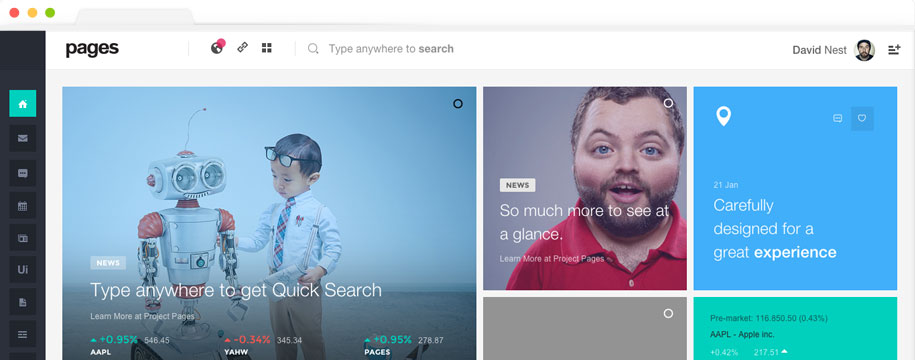 pages
Type anywhere to search
David Nest
NEWS
Type anywhere to get Quick Search
Learn More at Project Pages
+0.95% 546.45
AAPL
-0.34% 345.34
YAHW
+0.95% 278.87
PAGES
NEWS
So much more to see at
a glance.
Learn More at Project Pages
21 Jan
Carefully
designed for a
great experience
Pre-market: 116.850.50 (0.43%)
AAPL - Apple inc.
+0.42% 217.51
Ui